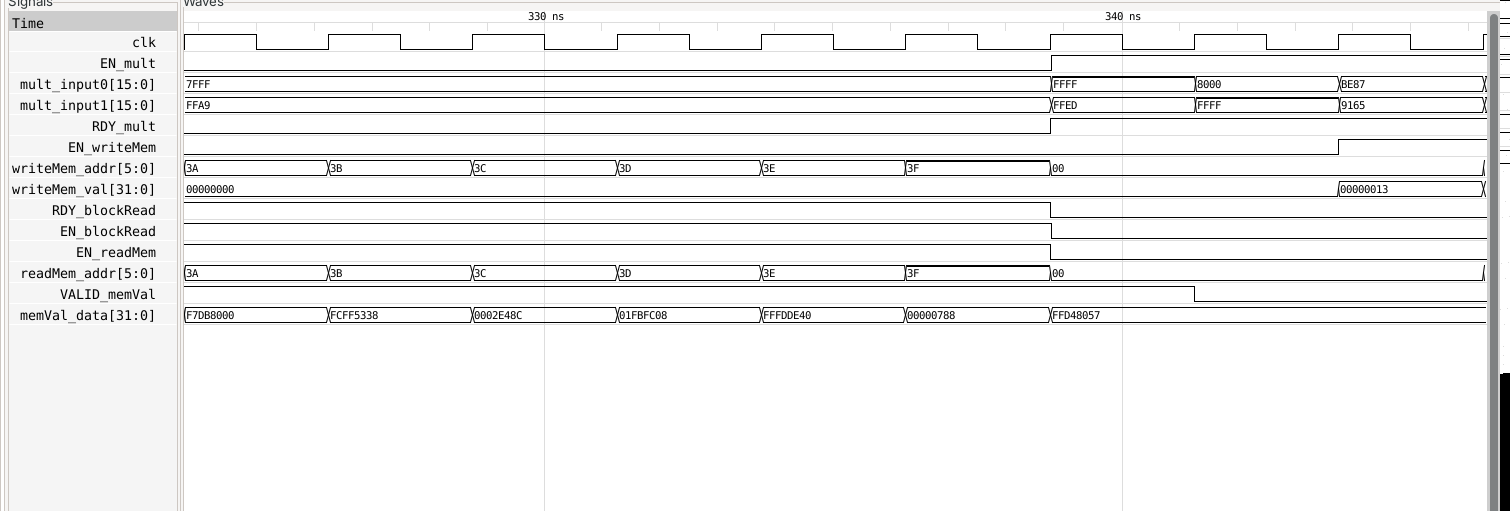 Signals Waves
Time 330 ns 340 ns
clk
EN_mult
mult_input0[15:0] 7FFF FFFF 8000 BE87
mult_input1[15:0] FFA9 FFED FFFF 9165
RDY_mult
EN_writeMem
writeMem_addr[5:0] 3A 3B 3C 3D 3E 3F 00
writeMem_val[31:0] 00000000 00000013
RDY_blockRead
EN_blockRead
EN_readMem
readMem_addr[5:0] 3A 3B 3C 3D 3E 3F 00
VALID_memVal
memVal_data[31:0] F7DB8000 FCFF5338 0002E48C 01FBFC08 FFFDDE40 00000788 FFD48057